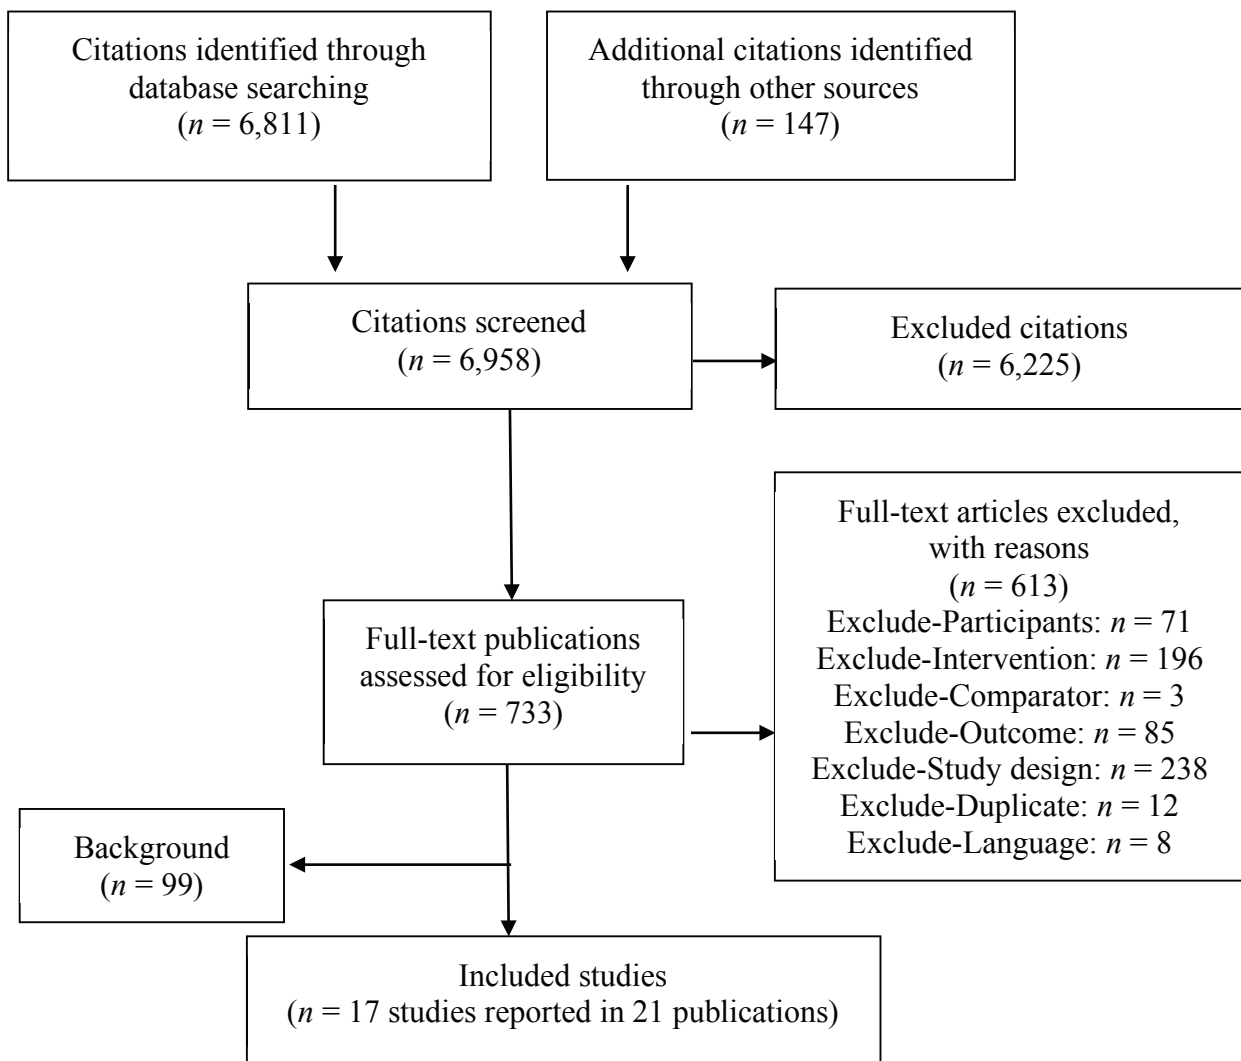 Citations identified through
database searching
(n = 6,811)
Additional citations identified
through other sources
(n = 147)
Citations screened
(n = 6,958)
Excluded citations
(n = 6,225)
Full-text articles excluded,
with reasons
(n = 613)
Exclude-Participants: n = 71
Exclude-Intervention: n = 196
Exclude-Comparator: n = 3
Exclude-Outcome: n = 85
Exclude-Study design: n = 238
Exclude-Duplicate: n = 12
Exclude-Language: n = 8
Full-text publications
assessed for eligibility
(n = 733)
Background
(n = 99)
Included studies
(n = 17 studies reported in 21 publications)